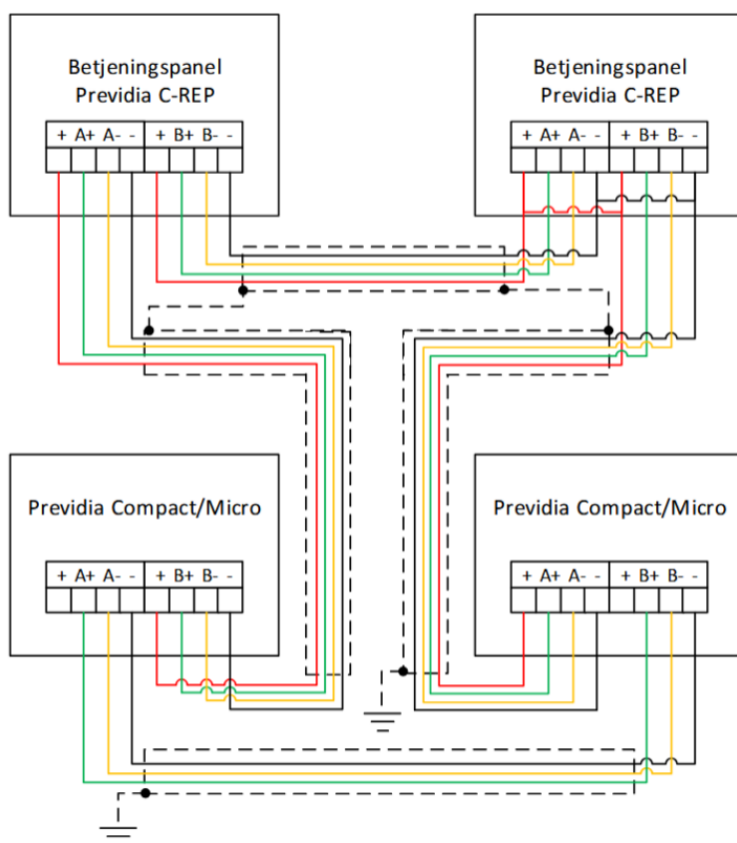 Betjeningspanel
Previdia C-REP
+ A+ A- - + B+ B- -
Betjeningspanel
Previdia C-REP
+ A+ A- - + B+ B- -
Previdia Compact/Micro
+ A+ A- - + B+ B- -
Previdia Compact/Micro
+ A+ A- - + B+ B- -